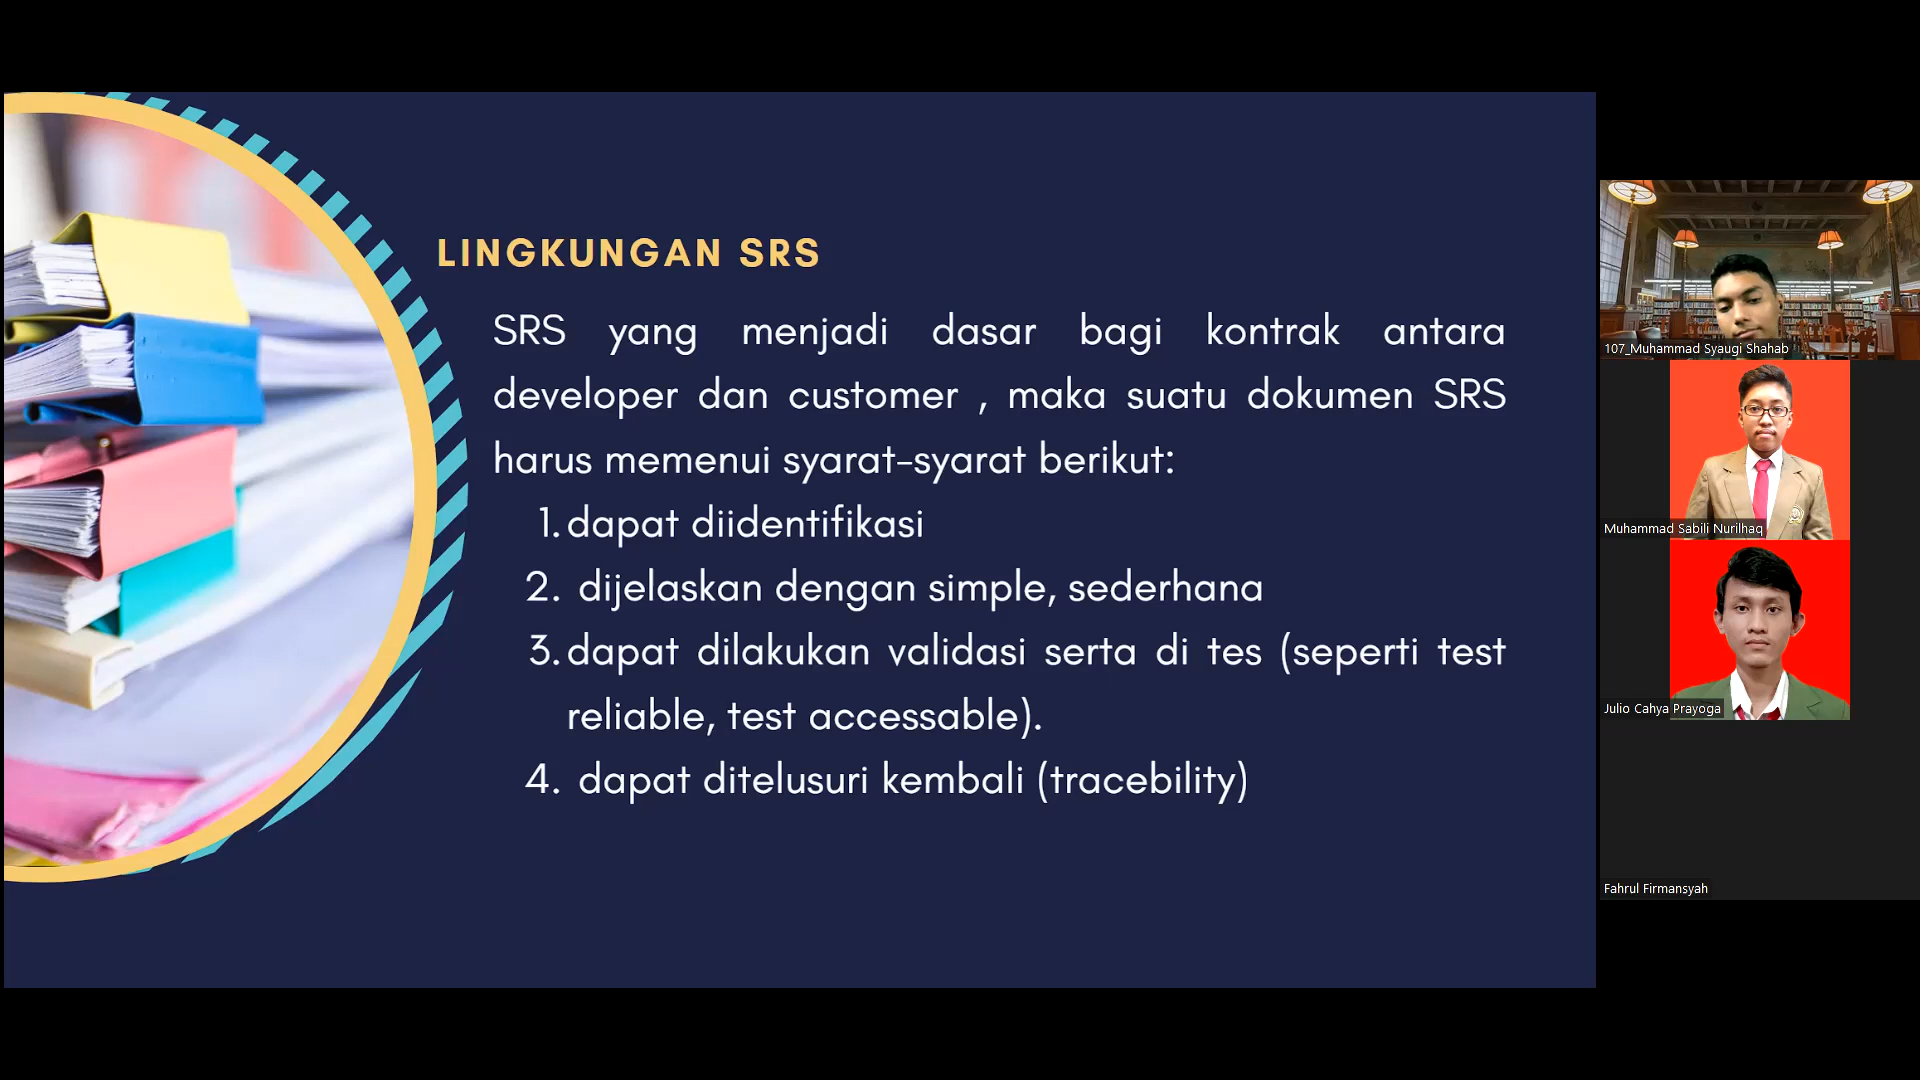 LINGKUNGAN SRS
SRS yang menjadi dasar bagi kontrak antara
developer dan customer , maka suatu dokumen SRS
harus memenui syarat-syarat berikut:
1. dapat diidentifikasi
2. dijelaskan dengan simple, sederhana
3. dapat dilakukan validasi serta di tes (seperti test
reliable, test accessable).
4. dapat ditelusuri kembali (tracebility)
107_Muhammad Syaugi Shahab
Muhammad Sabili Nurilhaq
Julio Cahya Prayoga
Fahrul Firmansyah